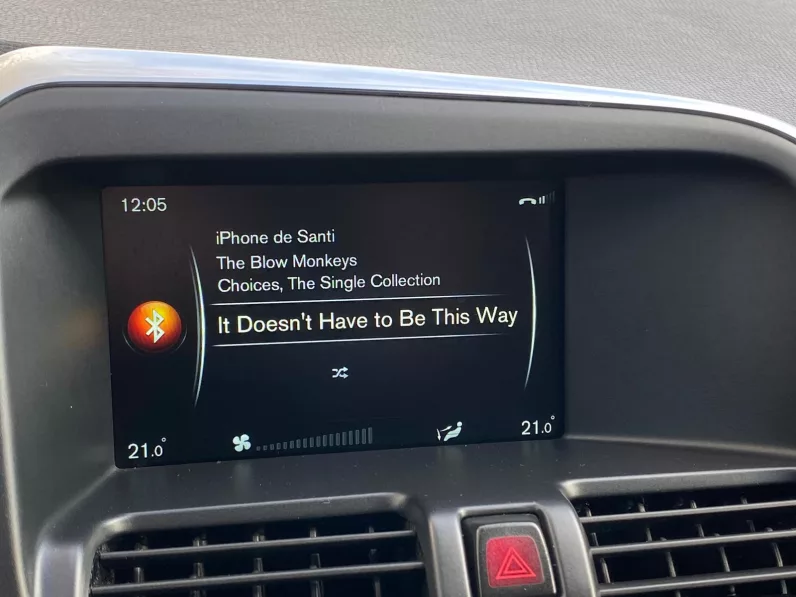 12:05
iPhone de Santi
The Blow Monkeys
Choices, The Single Collection
It Doesn't Have to Be This Way
21.0°
21.0°